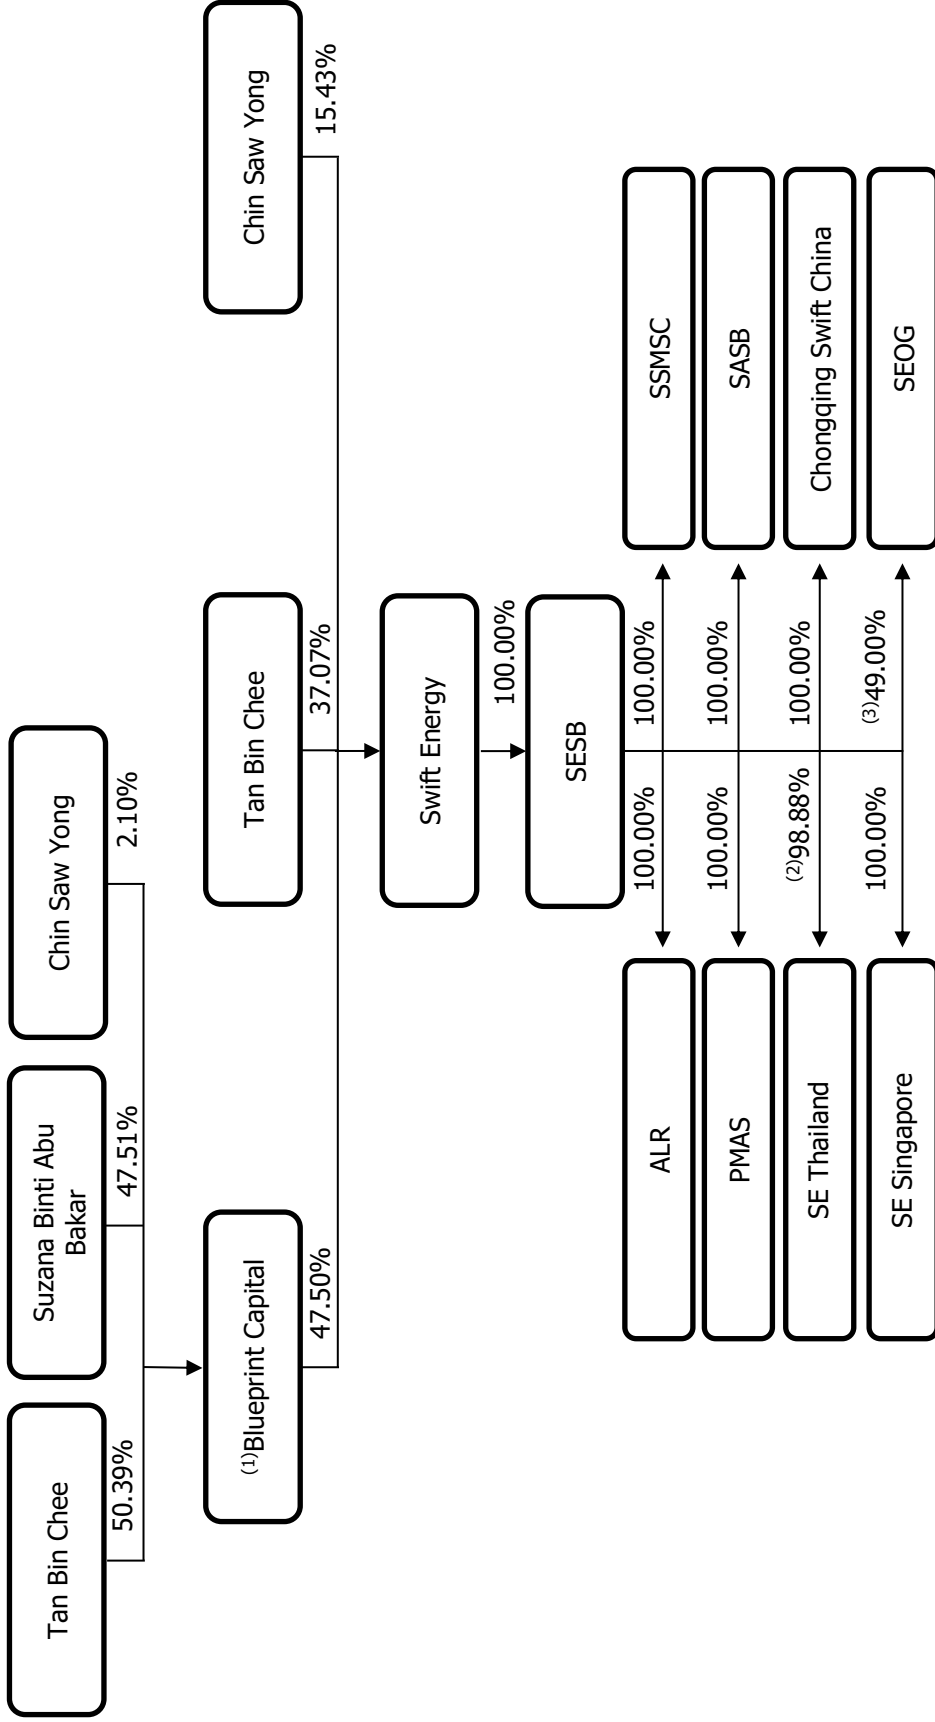 Tan Bin Chee
Suzana Binti Abu
Bakar
Chin Saw Yong
50.39%
47.51%
2.10%
(1)Blueprint Capital
Tan Bin Chee
Chin Saw Yong
47.50%
37.07%
15.43%
Swift Energy
100.00%
SESB
ALR
100.00%
100.00%
SSMSC
PMAS
100.00%
100.00%
SASB
SE Thailand
(2)98.88%
100.00%
Chongqing Swift China
SE Singapore
100.00%
(3)49.00%
SEOG